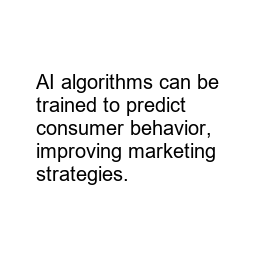 AI algorithms can be
trained to predict
consumer behavior,
improving marketing
strategies.